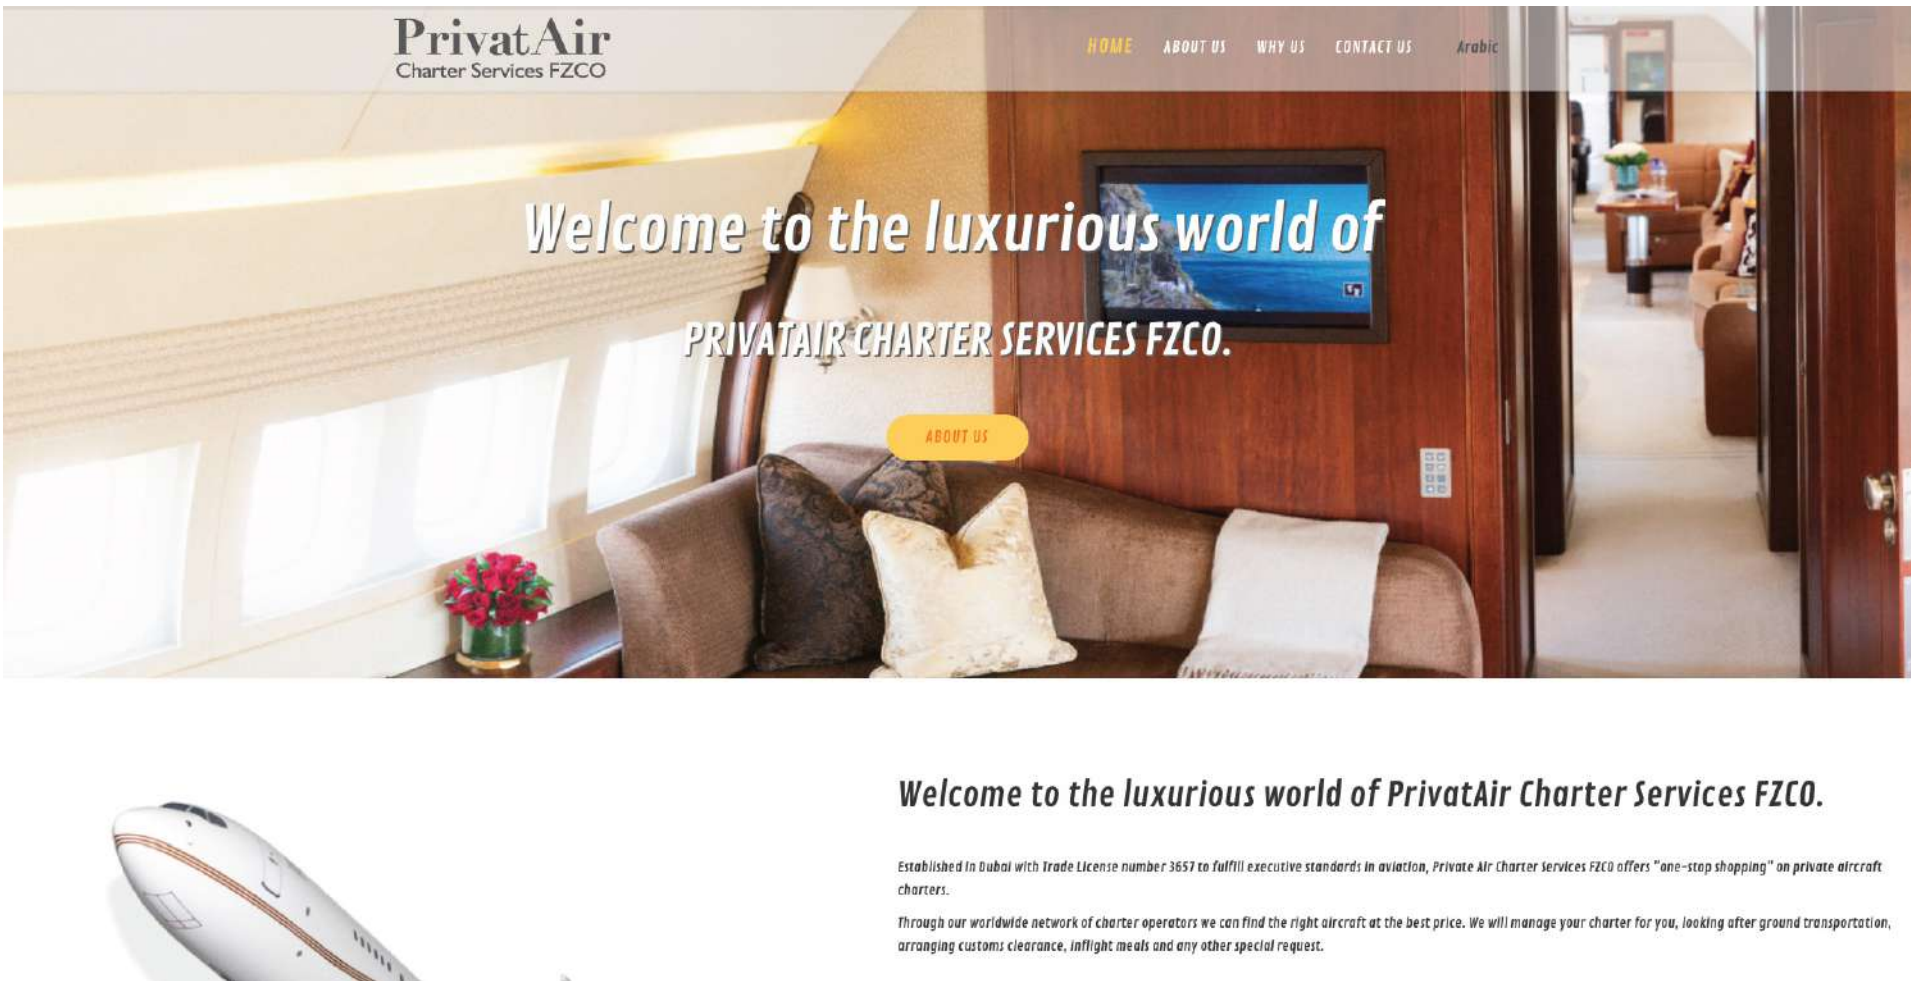 PrivatAir
Charter Services FZCO
HOME
ABOUT US
WHY US
CONTACT US
Arabic
Welcome to the luxurious world of
PRIVATAIR CHARTER SERVICES FZCO.
ABOUT US
Welcome to the luxurious world of PrivatAir Charter Services FZCO.
Established in Dubai with Trade License number 3657 to fulfill executive standards in aviation, Private Air Charter Services FZCO offers "one-stop shopping" on private aircraft
charters.
Through our worldwide network of charter operators we can find the right aircraft at the best price. We will manage your charter for you, looking after ground transportation,
arranging customs clearance, inflight meals and any other special request.